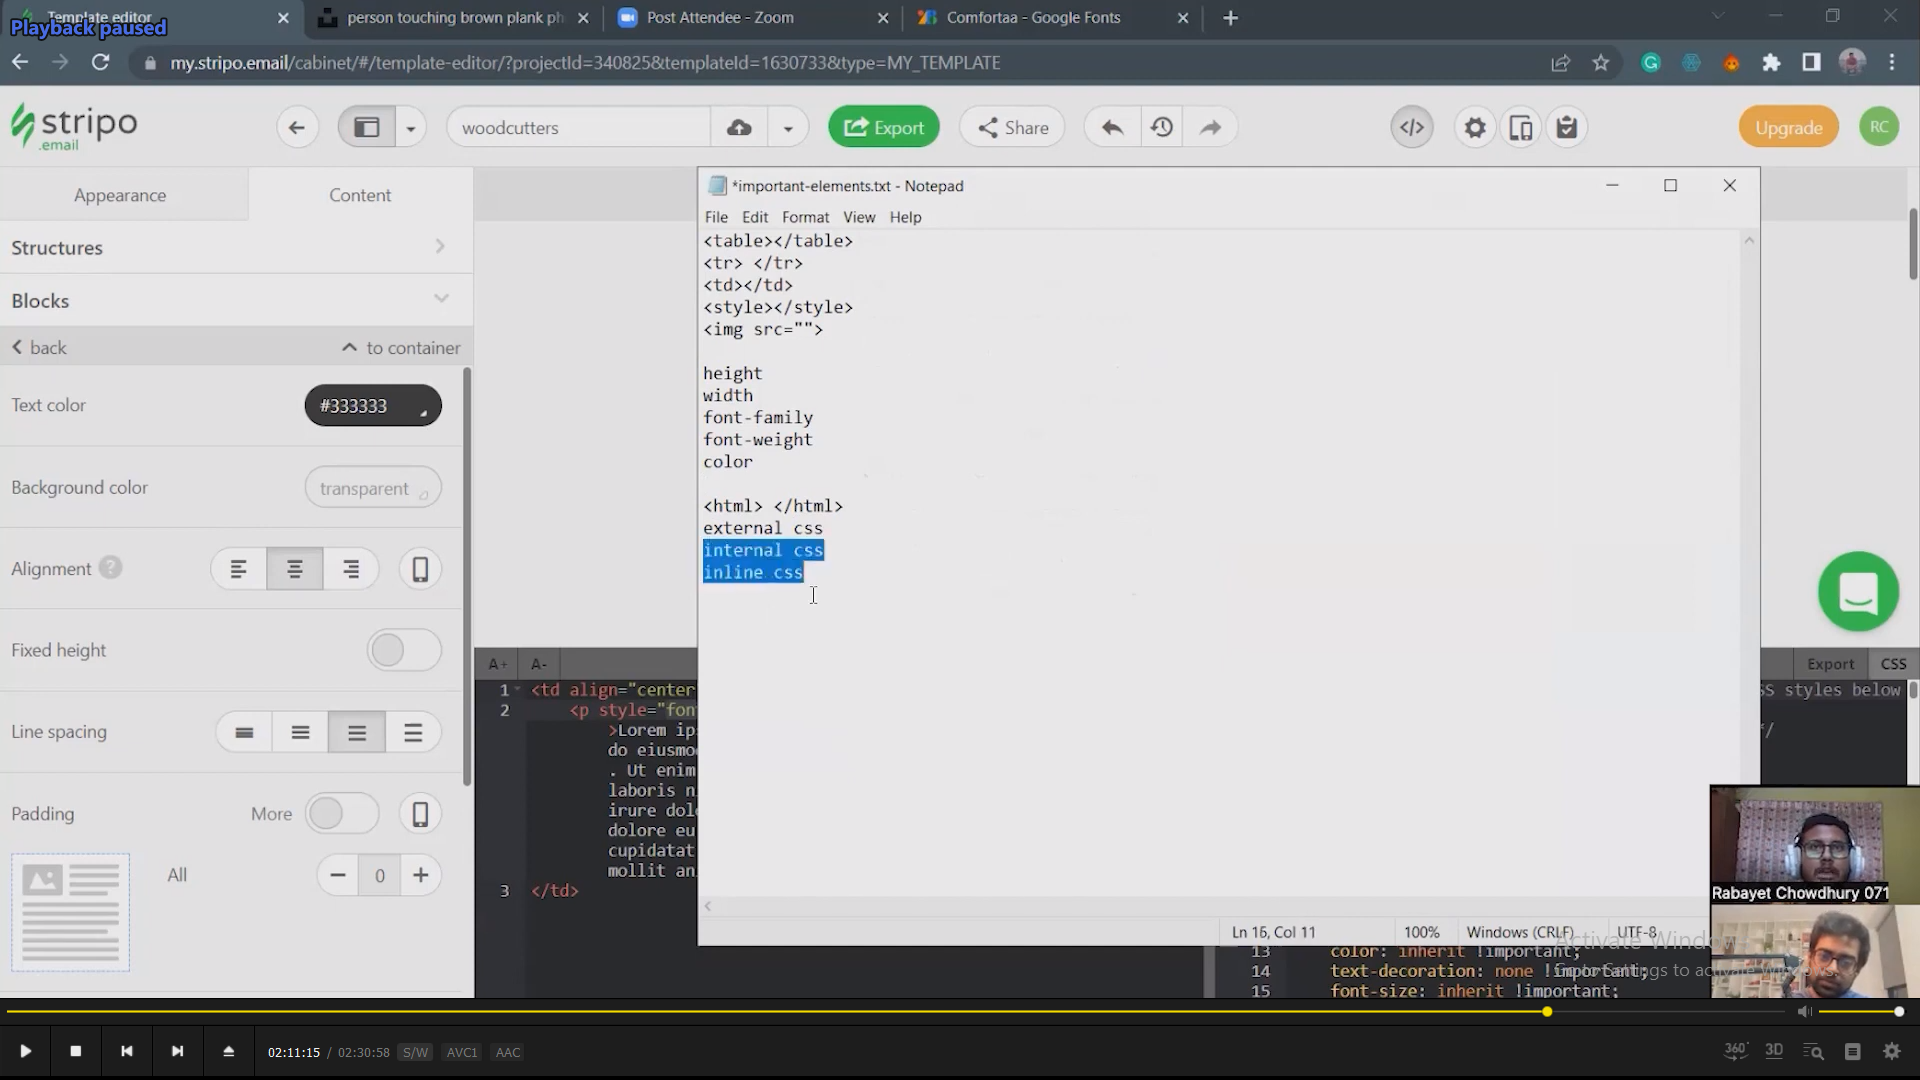 Template editor
person touching brown plank ph
Post Attendee - Zoom
Comfortaa - Google Fonts
Playback paused
my.stripo.email/cabinet/#/template-editor/?projectId=340825&templateId=1630733&type=MY_TEMPLATE
stripo
.email
woodcutters
Export
Share
</>
Upgrade
RC
Appearance
Content
Structures
Blocks
back
to container
Text color
#333333
Background color
transparent
Alignment
?
Fixed height
Line spacing
Padding
More
All
0
*important-elements.txt - Notepad
File Edit Format View Help
<table></table>
<tr> </tr>
<td></td>
<style></style>
<img src="">
height
width
font-family
font-weight
color
<html> </html>
external css
internal css
inline css
Ln 16, Col 11
100%
Windows (CRLF)
UTF-8
A+
A-
Export
CSS
1 <td align="center
2 <p style="fon
>Lorem ip
do eiusmo
. Ut enim
laboris n
irure dol
dolore eu
cupidatat
mollit an
3 </td>
SS styles below
*/
13 color: inherit !important;
14 text-decoration: none !important;
15 font-size: inherit !important;
Activate Windows
Go to Settings to activate Windows.
Rabayet Chowdhury 071
02:11:15 / 02:30:58
S/W
AVC1
AAC
360°
3D